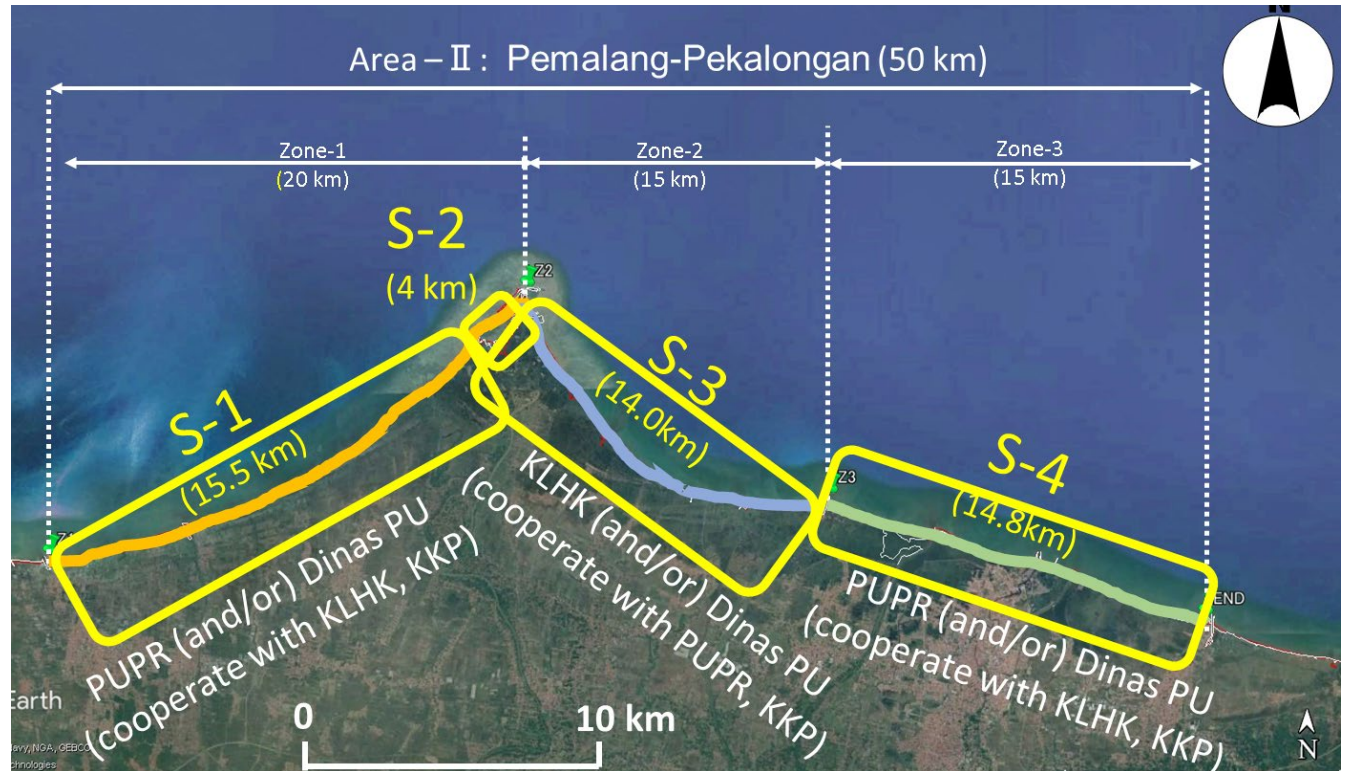 N
Area – Ⅱ : Pemalang-Pekalongan (50 km)
Zone-1
(20 km)
Zone-2
(15 km)
Zone-3
(15 km)
S-2
(4 km)
Z2
S-1
(15.5 km)
S-3
(14.0km)
Z3
S-4
(14.8km)
END
PUPR (and/or) Dinas PU
(cooperate with KLHK, KKP)
KLHK (and/or) Dinas PU
(cooperate with PUPR, KKP)
PUPR (and/or) Dinas PU
(cooperate with KLHK, KKP)
Earth
0
10 km
N